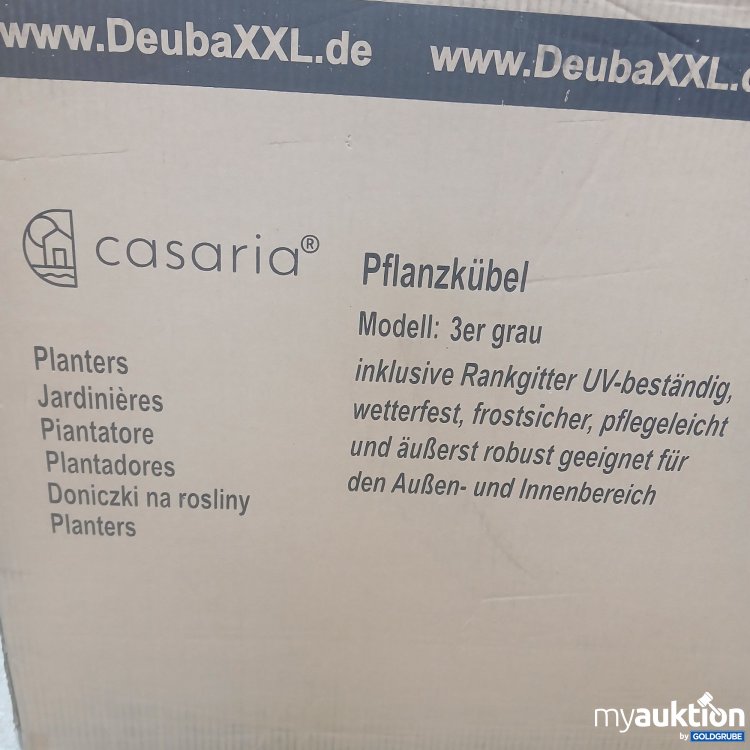 www.DeubaXXL.de www.DeubaXXL.
casaria®
Planters
Jardinières
Piantatore
Plantadores
Doniczki na rosliny
Planters
Pflanzkübel
Modell: 3er grau
inklusive Rankgitter UV-beständig,
wetterfest, frostsicher, pflegeleicht
und äußerst robust geeignet für
den Außen- und Innenbereich
myauktion
by GOLDGRUBE